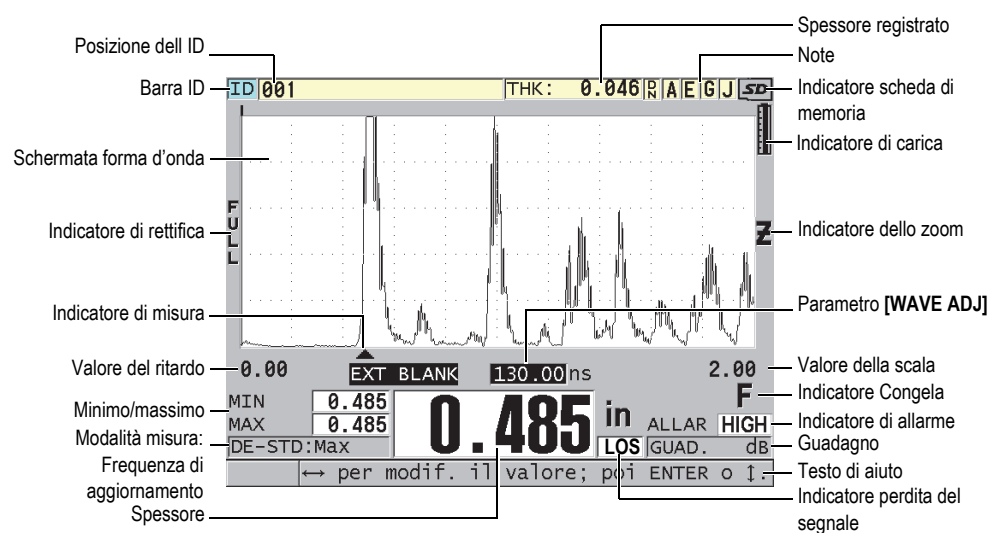 Posizione dell ID
Barra ID
Schermata forma d'onda
Indicatore di rettifica
Indicatore di misura
Valore del ritardo
Minimo/massimo
Modalità misura:
Frequenza di
aggiornamento
Spessore
ID 001 THK: 0.046 DN A E G J SD
FULL
Z
0.00 EXT BLANK 130.00 ns 2.00
MIN 0.485
MAX 0.485
0.485 in
F
ALLAR HIGH
DE-STD:Max
LOS GUAD. dB
↔ per modif. il valore; poi ENTER o ↕.
Spessore registrato
Note
Indicatore scheda di
memoria
Indicatore di carica
Indicatore dello zoom
Parametro [WAVE ADJ]
Valore della scala
Indicatore Congela
Indicatore di allarme
Guadagno
Testo di aiuto
Indicatore perdita del
segnale